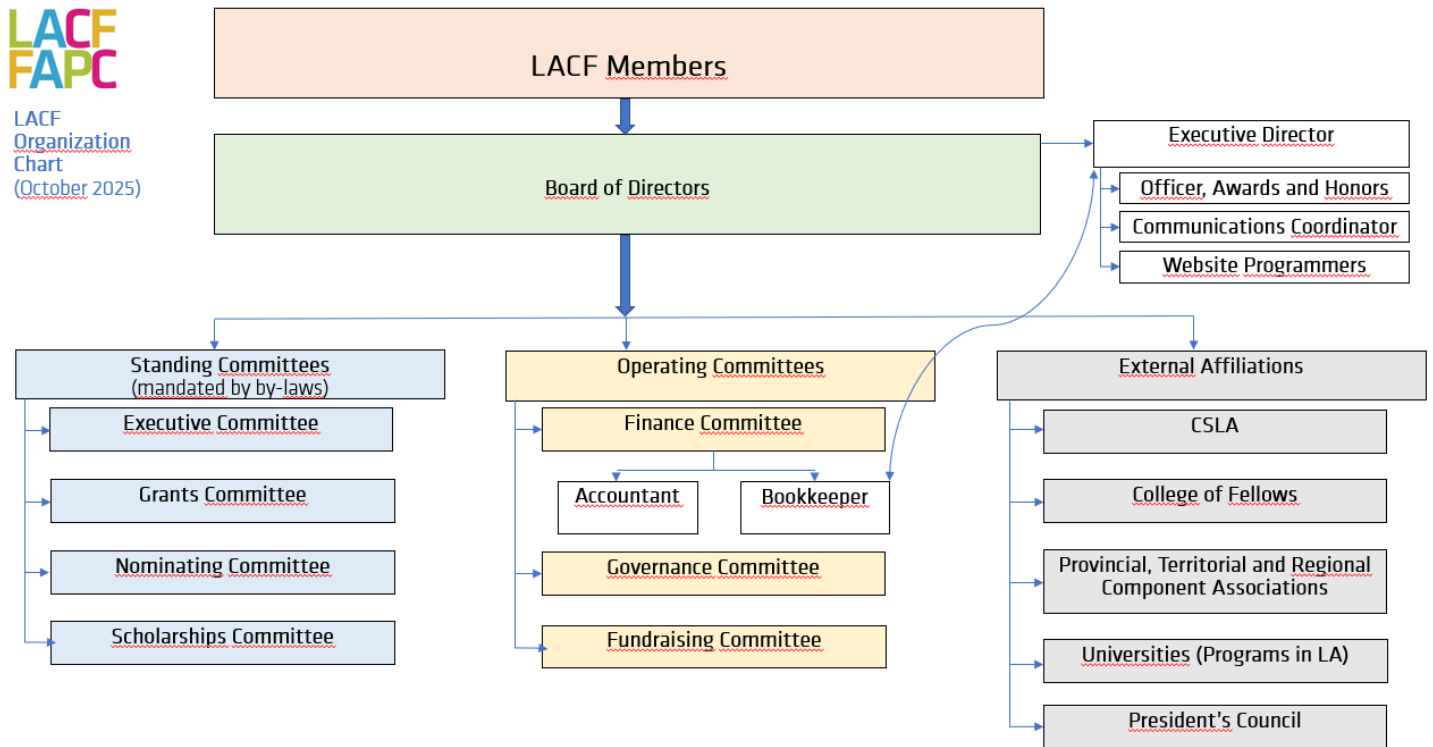 LACF
FAPC
LACF
Organization
Chart
(October 2025)
LACF Members
Board of Directors
Executive Director
Officer, Awards and Honors
Communications Coordinator
Website Programmers
Standing Committees
(mandated by by-laws)
Executive Committee
Grants Committee
Nominating Committee
Scholarships Committee
Operating Committees
Finance Committee
Accountant
Bookkeeper
Governance Committee
Fundraising Committee
External Affiliations
CSLA
College of Fellows
Provincial, Territorial and Regional
Component Associations
Universities (Programs in LA)
President's Council